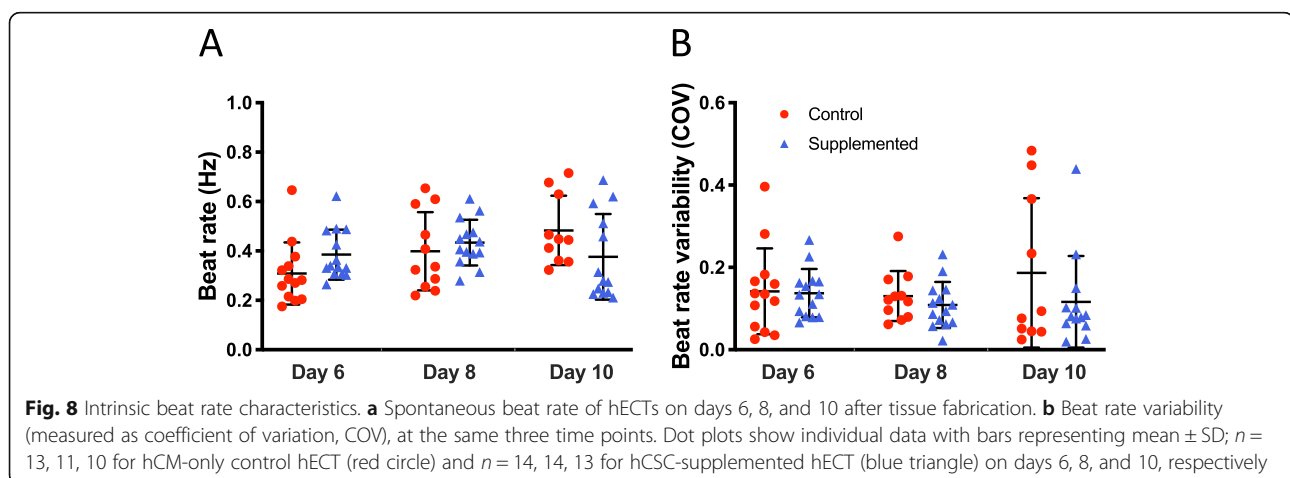 A
B
Beat rate (Hz)
1.0
0.8
0.6
0.4
0.2
0.0
Day 6
Day 8
Day 10
Beat rate variability (COV)
0.6
0.4
0.2
0.0
Control
Supplemented
Day 6
Day 8
Day 10
Fig. 8 Intrinsic beat rate characteristics. a Spontaneous beat rate of hECTs on days 6, 8, and 10 after tissue fabrication. b Beat rate variability
(measured as coefficient of variation, COV), at the same three time points. Dot plots show individual data with bars representing mean ± SD; n =
13, 11, 10 for hCM-only control hECT (red circle) and n = 14, 14, 13 for hCSC-supplemented hECT (blue triangle) on days 6, 8, and 10, respectively